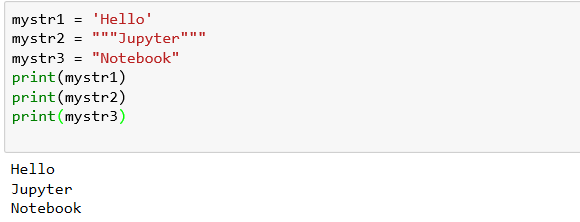 mystr1 = 'Hello'
mystr2 = """Jupyter"""
mystr3 = "Notebook"
print(mystr1)
print(mystr2)
print(mystr3)
Hello
Jupyter
Notebook